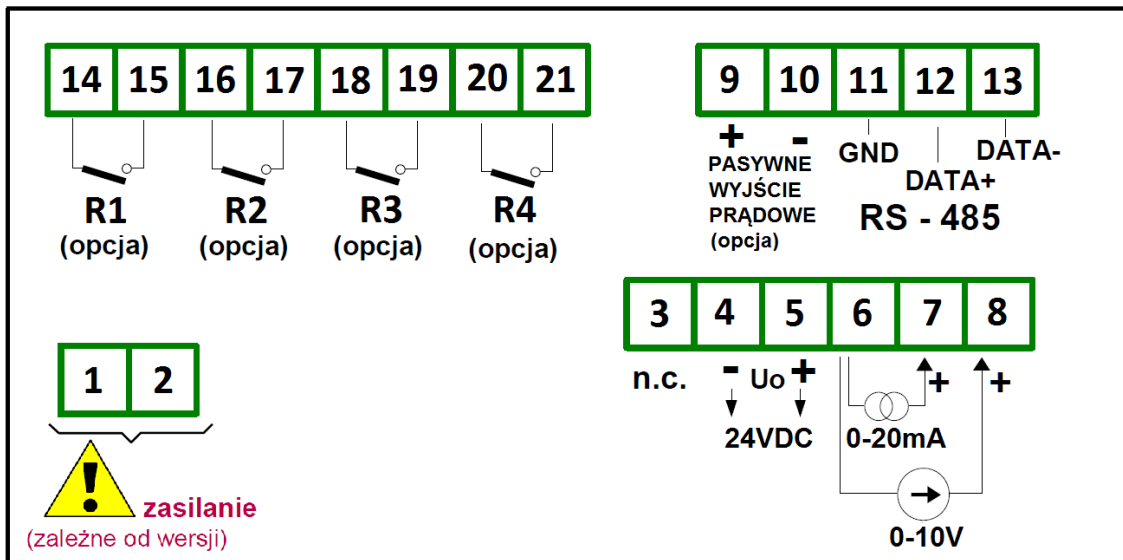 14 15 16 17 18 19 20 21
R1 R2 R3 R4
(opcja) (opcja) (opcja) (opcja)
9 10 11 12 13
+ -
PASYWNE
WYJŚCIE
PRĄDOWE
(opcja)
GND
DATA+
DATA-
RS - 485
3 4 5 6 7 8
n.c.
- Uo +
24VDC
+
0-20mA
+
0-10V
1 2
!
zasilanie
(zależne od wersji)